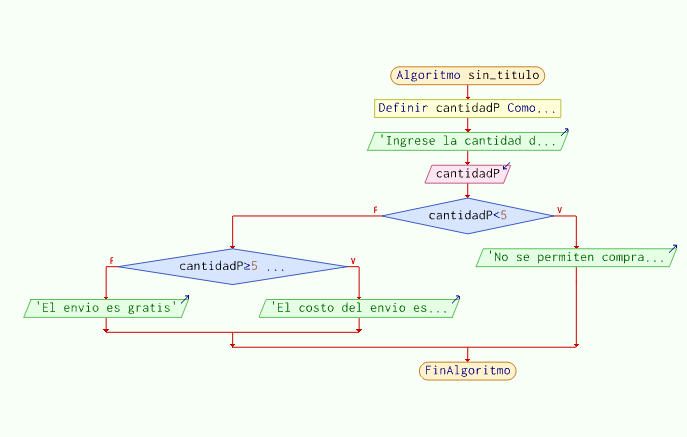 Algoritmo sin_titulo
Definir cantidadP Como...
'Ingrese la cantidad d...
cantidadP
F
cantidadP<5
V
'No se permiten compra...
F
cantidadP≥5 ...
V
'El envio es gratis'
'El costo del envio es...
FinAlgoritmo